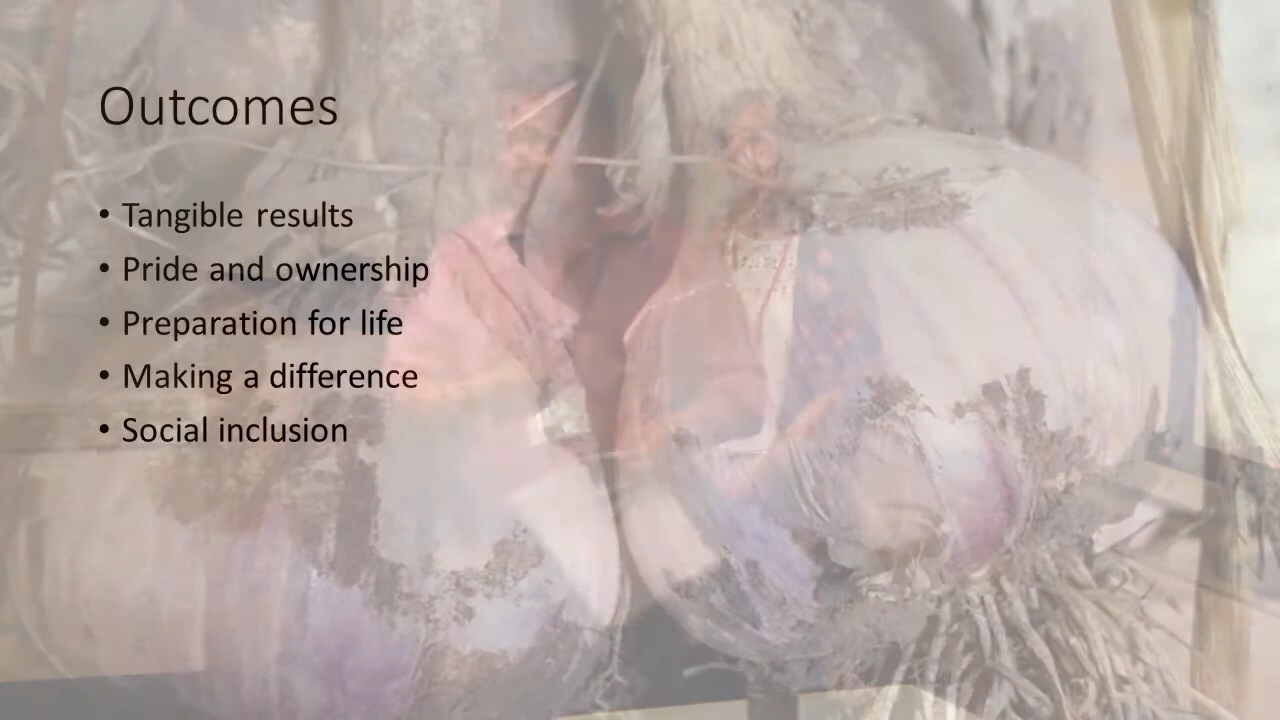 Outcomes
• Tangible results
• Pride and ownership
• Preparation for life
• Making a difference
• Social inclusion